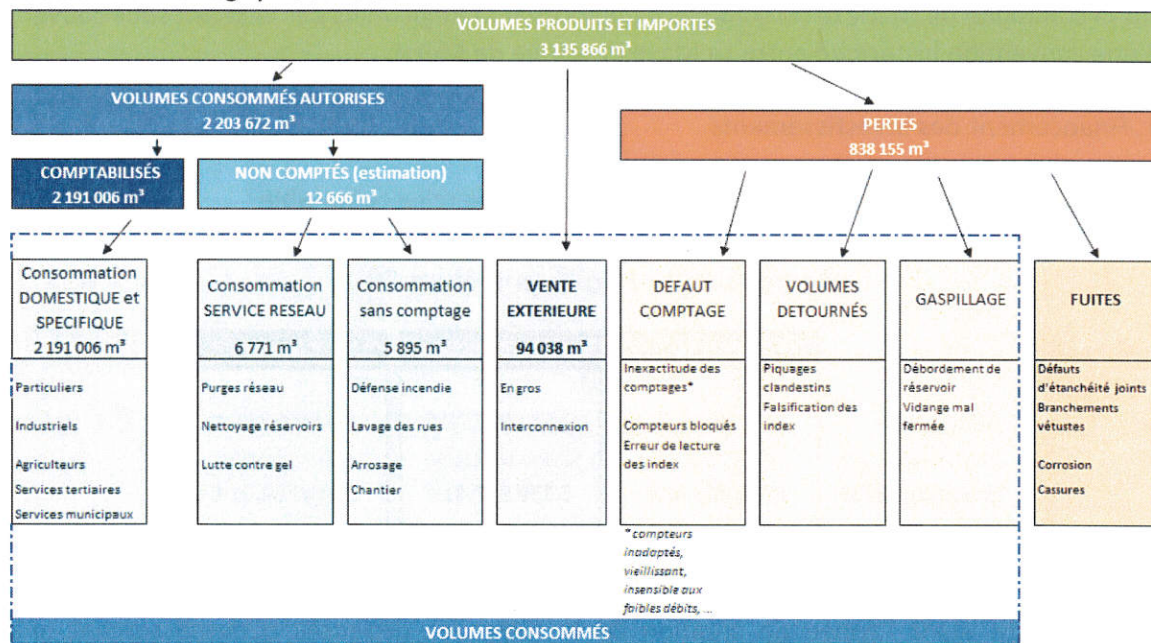 VOLUMES PRODUITS ET IMPORTES
3 135 866 m³
VOLUMES CONSOMMÉS AUTORISES
2 203 672 m³
PERTES
838 155 m³
COMPTABILISÉS
2 191 006 m³
NON COMPTÉS (estimation)
12 666 m³
Consommation
DOMESTIQUE et
SPECIFIQUE
2 191 006 m³
Particuliers
Industriels
Agriculteurs
Services tertiaires
Services municipaux
Consommation
SERVICE RESEAU
6 771 m³
Purges réseau
Nettoyage réservoirs
Lutte contre gel
Consommation
sans comptage
5 895 m³
Défense incendie
Lavage des rues
Arrosage
Chantier
VENTE
EXTERIEURE
94 038 m³
En gros
Interconnexion
DEFAUT
COMPTAGE
Inexactitude des
comptages*
Compteurs bloqués
Erreur de lecture
des index
* compteurs
inadaptés,
vieillissant,
insensible aux
faibles débits, ...
VOLUMES
DETOURNÉS
Piquages
clandestins
Falsification des
index
GASPILLAGE
Débordement de
réservoir
Vidange mal
fermée
FUITES
Défauts
d'étanchéité joints
Branchements
vétustes
Corrosion
Cassures
VOLUMES CONSOMMÉS